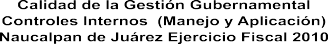 Calidad de la Gestión Gubernamental
Controles Internos (Manejo y Aplicación)
Naucalpan de Juárez Ejercicio Fiscal 2010